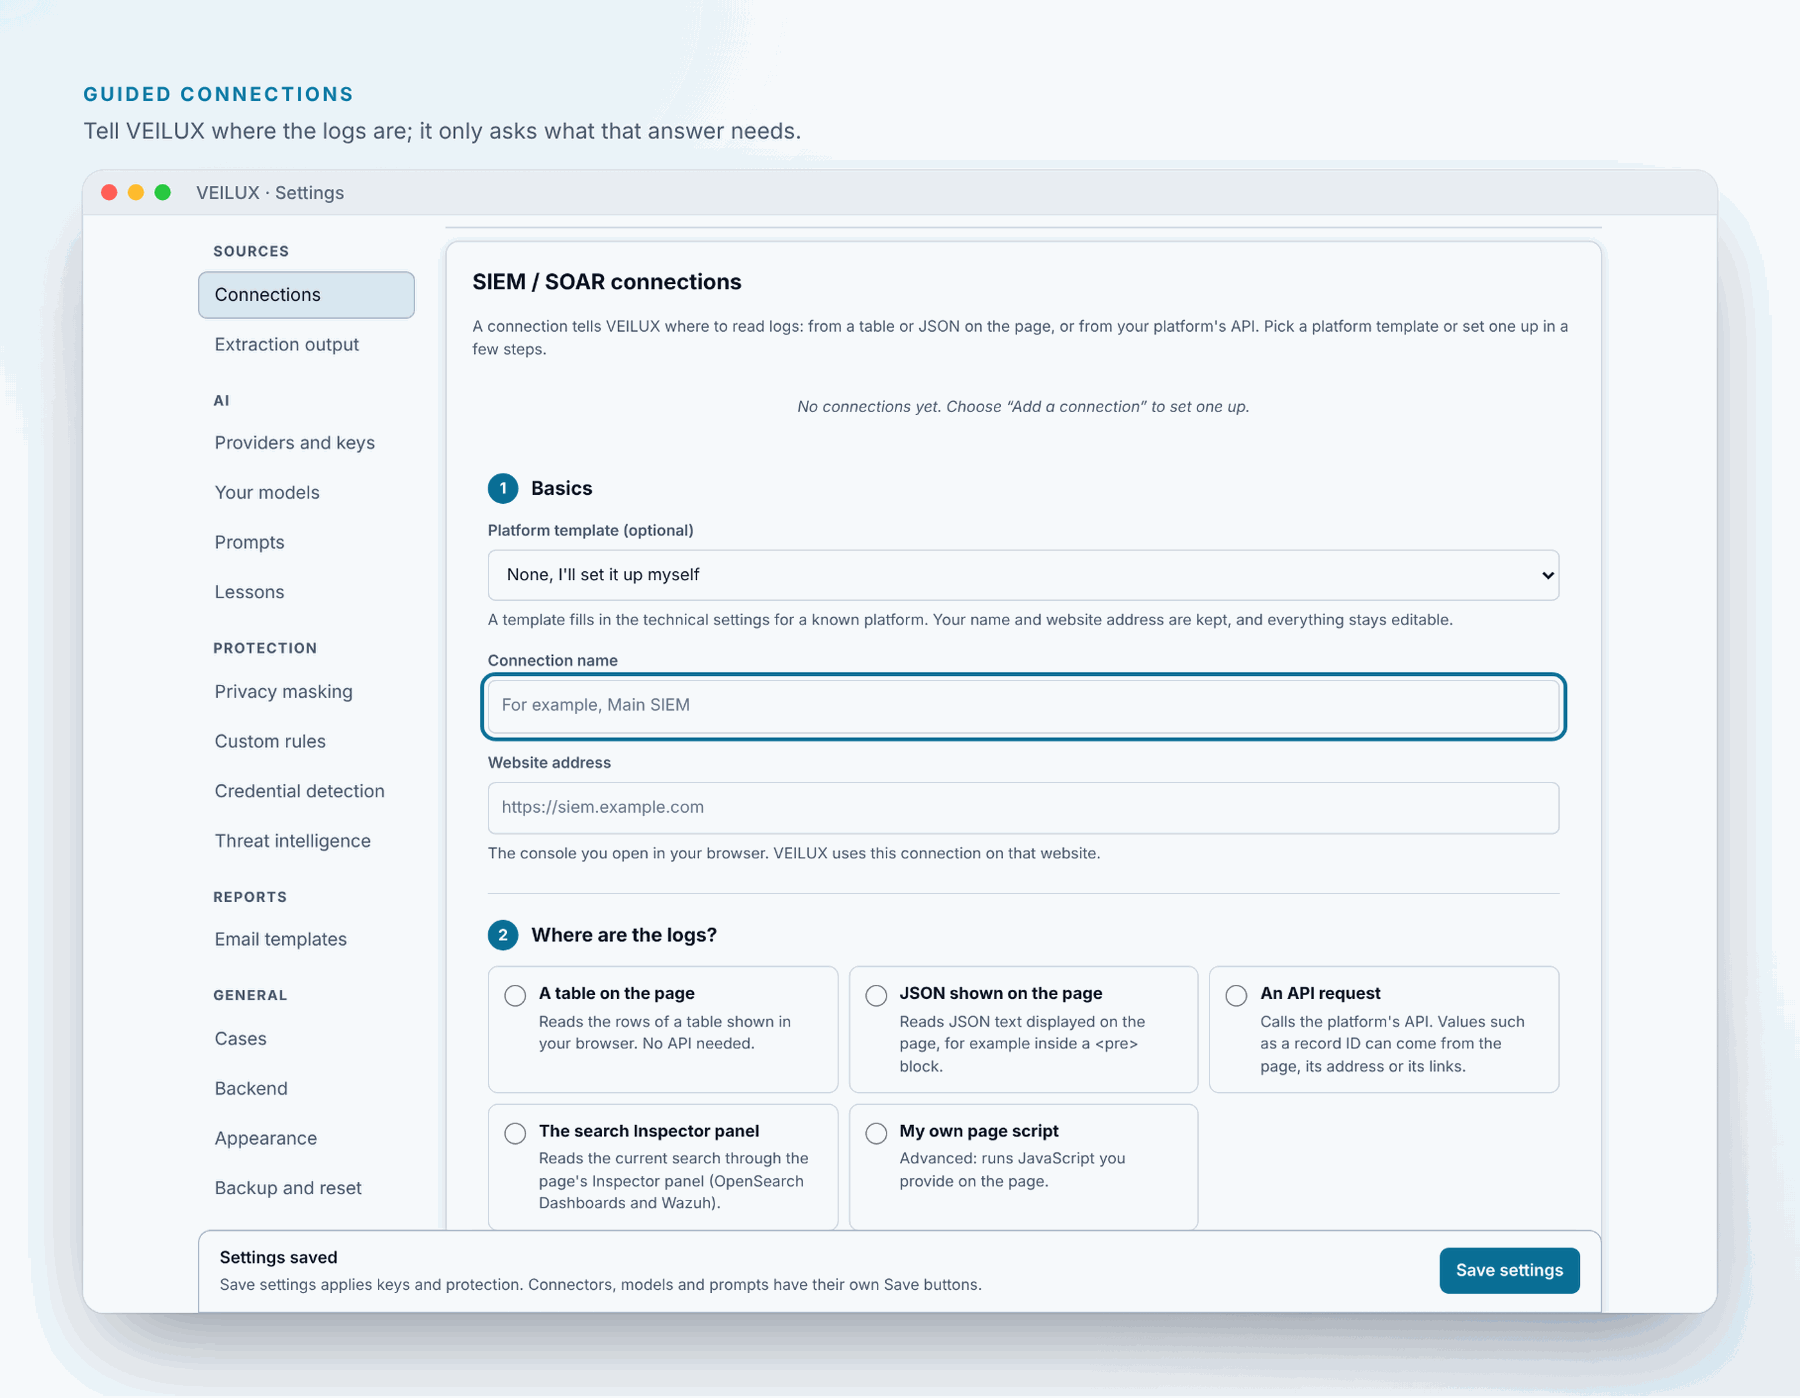 GUIDED CONNECTIONS
Tell VEILUX where the logs are; it only asks what that answer needs.
VEILUX · Settings
SOURCES
Connections
Extraction output
AI
Providers and keys
Your models
Prompts
Lessons
PROTECTION
Privacy masking
Custom rules
Credential detection
Threat intelligence
REPORTS
Email templates
GENERAL
Cases
Backend
Appearance
Backup and reset
SIEM / SOAR connections
A connection tells VEILUX where to read logs: from a table or JSON on the page, or from your platform's API. Pick a platform template or set one up in a
few steps.
No connections yet. Choose “Add a connection” to set one up.
1 Basics
Platform template (optional)
None, I'll set it up myself
A template fills in the technical settings for a known platform. Your name and website address are kept, and everything stays editable.
Connection name
For example, Main SIEM
Website address
https://siem.example.com
The console you open in your browser. VEILUX uses this connection on that website.
2 Where are the logs?
A table on the page
Reads the rows of a table shown in
your browser. No API needed.
JSON shown on the page
Reads JSON text displayed on the
page, for example inside a <pre>
block.
An API request
Calls the platform's API. Values such
as a record ID can come from the
page, its address or its links.
The search Inspector panel
Reads the current search through the
page's Inspector panel (OpenSearch
Dashboards and Wazuh).
My own page script
Advanced: runs JavaScript you
provide on the page.
Settings saved
Save settings applies keys and protection. Connectors, models and prompts have their own Save buttons.
Save settings